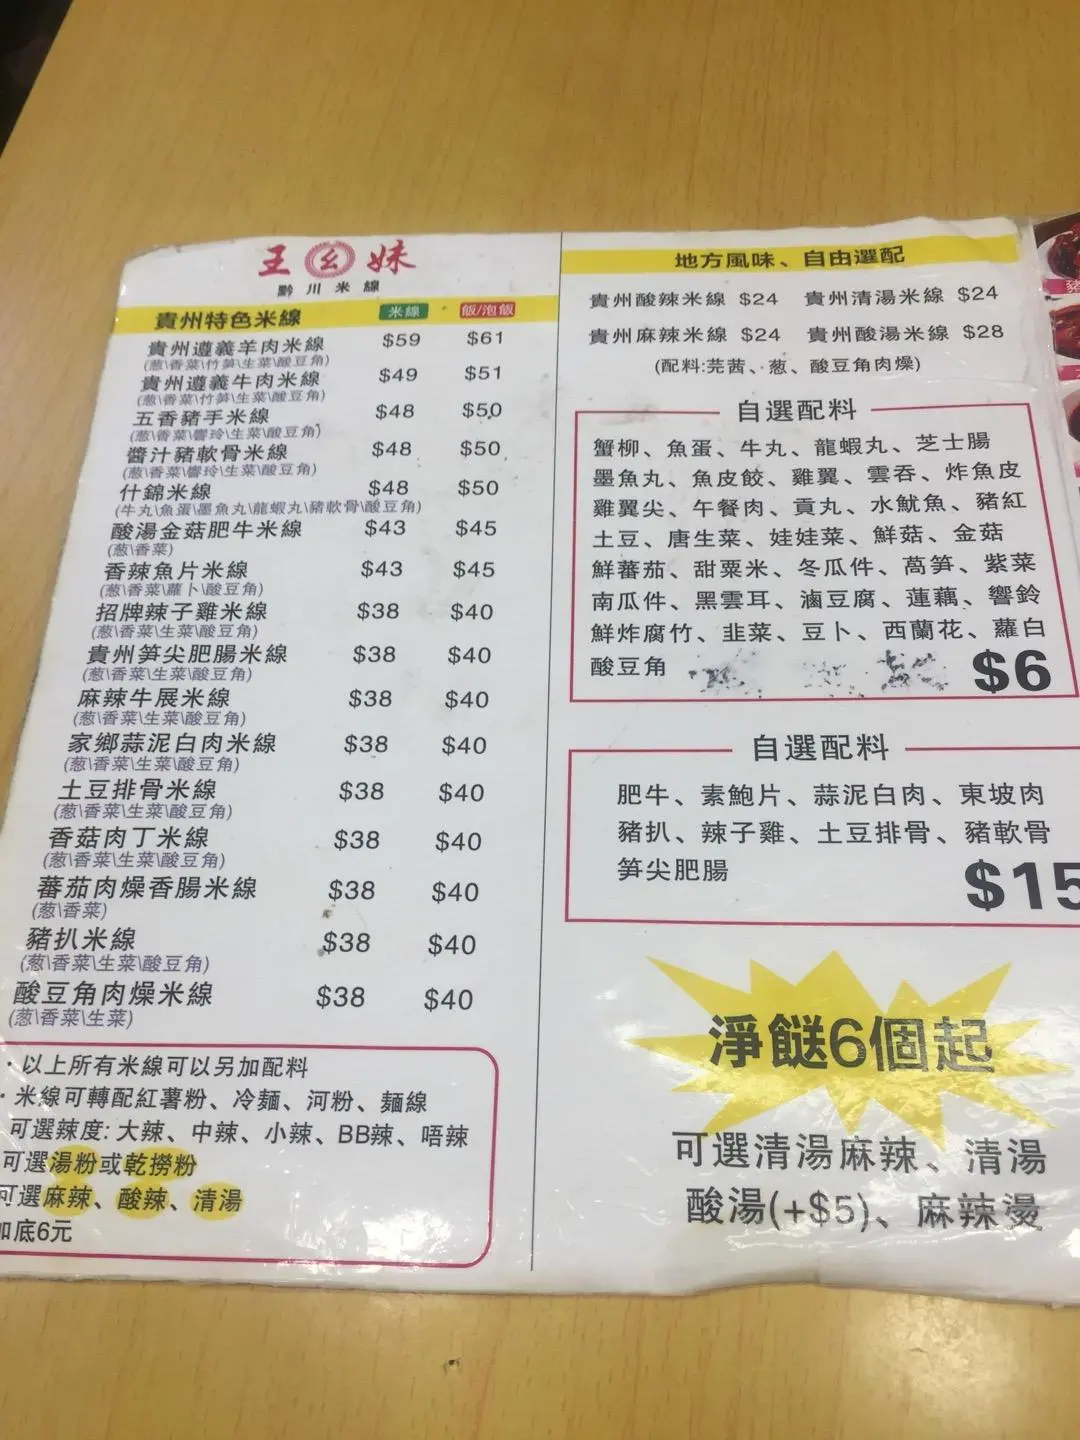 王幺妹
黔川米線
貴州特色米線 米線 飯/泡飯
貴州遵義羊肉米線 $59 $61
(葱\香菜\竹笋\生菜\酸豆角)
貴州遵義牛肉米線 $49 $51
(葱\香菜\竹笋\生菜\酸豆角)
五香豬手米線 $48 $50
(葱\香菜\響玲\生菜\酸豆角)
醬汁豬軟骨米線 $48 $50
(葱\香菜\響玲\生菜\酸豆角)
什錦米線 $48 $50
(牛丸\魚蛋\墨魚丸\龍蝦丸\豬軟骨\酸豆角)
酸湯金菇肥牛米線 $43 $45
(葱\香菜)
香辣魚片米線 $43 $45
(葱\香菜\蘿卜\酸豆角)
招牌辣子雞米線 $38 $40
(葱\香菜\生菜\酸豆角)
貴州笋尖肥腸米線 $38 $40
(葱\香菜\生菜\酸豆角)
麻辣牛展米線 $38 $40
(葱\香菜\生菜\酸豆角)
家鄉蒜泥白肉米線 $38 $40
(葱\香菜\生菜\酸豆角)
土豆排骨米線 $38 $40
(葱\香菜\生菜\酸豆角)
香菇肉丁米線 $38 $40
(葱\香菜\生菜\酸豆角)
蕃茄肉燥香腸米線 $38 $40
(葱\香菜)
豬扒米線 $38 $40
(葱\香菜\生菜\酸豆角)
酸豆角肉燥米線 $38 $40
(葱\香菜\生菜)
·以上所有米線可以另加配料
·米線可轉配紅薯粉、冷麵、河粉、麵線
可選辣度:大辣、中辣、小辣、BB辣、唔辣
可選湯粉或乾撈粉
可選麻辣、酸辣、清湯
加底6元
地方風味、自由選配
貴州酸辣米線 $24 貴州清湯米線 $24
貴州麻辣米線 $24 貴州酸湯米線 $28
(配料:芫茜、葱、酸豆角肉燥)
自選配料
蟹柳、魚蛋、牛丸、龍蝦丸、芝士腸
墨魚丸、魚皮餃、雞翼、雲吞、炸魚皮
雞翼尖、午餐肉、貢丸、水魷魚、豬紅
土豆、唐生菜、娃娃菜、鮮菇、金菇
鮮蕃茄、甜粟米、冬瓜件、萵笋、紫菜
南瓜件、黑雲耳、滷豆腐、蓮藕、響鈴
鮮炸腐竹、韭菜、豆卜、西蘭花、蘿白
酸豆角 $6
自選配料
肥牛、素鮑片、蒜泥白肉、東坡肉
豬扒、辣子雞、土豆排骨、豬軟骨
笋尖肥腸 $15
淨餸6個起
可選清湯麻辣、清湯
酸湯(+$5)、麻辣燙